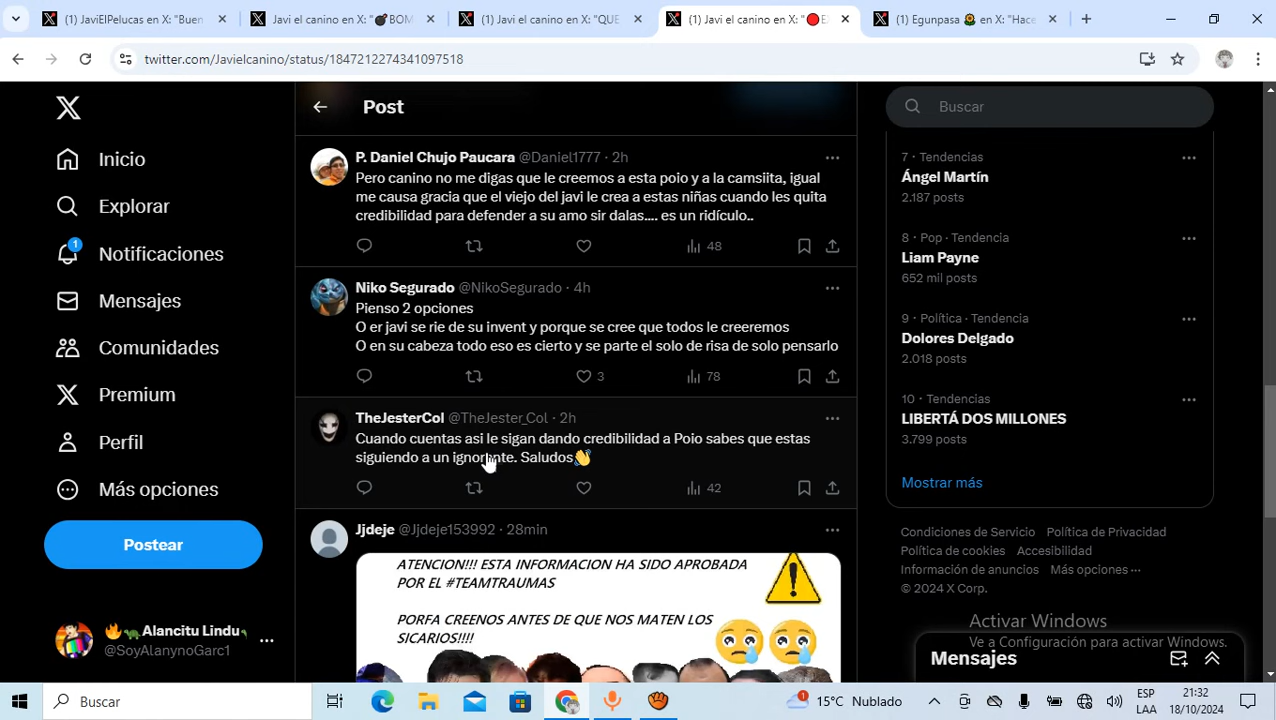 (1) JaviElPelucas en X: "Buen
Javi el canino en X: "💣BOM
(1) Javi el canino en X: "QUE
(1) Javi el canino en X: "🔴E
(1) Egunpasa 🌻 en X: "Hace
twitter.com/Javielcanino/status/1847212274341097518
Inicio
Explorar
1
Notificaciones
Mensajes
Comunidades
Premium
Perfil
Más opciones
Postear
🔥🐢Alancitu Lindu
@SoyAlanynoGarc1
Post
P. Daniel Chujo Paucara @Daniel1777 · 2h
Pero canino no me digas que le creemos a esta poio y a la camsiita, igual
me causa gracia que el viejo del javi le crea a estas niñas cuando les quita
credibilidad para defender a su amo sir dalas.... es un ridículo..
48
Niko Segurado @NikoSegurado · 4h
Pienso 2 opciones
O er javi se rie de su invent y porque se cree que todos le creeremos
O en su cabeza todo eso es cierto y se parte el solo de risa de solo pensarlo
3 78
TheJesterCol @TheJester_Col · 2h
Cuando cuentas asi le sigan dando credibilidad a Poio sabes que estas
siguiendo a un ignorante. Saludos👋
42
Jjdeje @Jjdeje153992 · 28min
ATENCION!!! ESTA INFORMACION HA SIDO APROBADA
POR EL #TEAMTRAUMAS
PORFA CREENOS ANTES DE QUE NOS MATEN LOS
SICARIOS!!!!
Buscar
7 · Tendencias
Ángel Martín
2.187 posts
8 · Pop · Tendencia
Liam Payne
652 mil posts
9 · Política · Tendencia
Dolores Delgado
2.018 posts
10 · Tendencias
LIBERTÁ DOS MILLONES
3.799 posts
Mostrar más
Condiciones de Servicio Política de Privacidad
Política de cookies Accesibilidad
Información de anuncios Más opciones ···
© 2024 X Corp.
Activar Windows
Ve a Configuración para activar Windows.
Mensajes
Buscar
1
15°C Nublado
ESP
LAA
21:32
18/10/2024